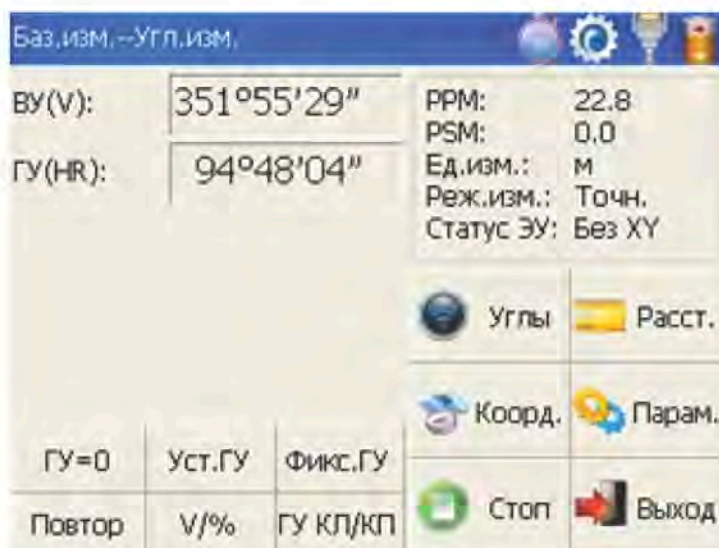 Баз.изм.--Угл.изм.
ВУ(V): 351°55'29"
ГУ(HR): 94°48'04"
PPM: 22.8
PSM: 0.0
Ед.изм.: м
Реж.изм.: Точн.
Статус ЭУ: Без XY
Углы Расст.
Коорд. Парам.
ГУ=0 Уст.ГУ Фикс.ГУ
Стоп Выход
Повтор V/% ГУ КЛ/КП